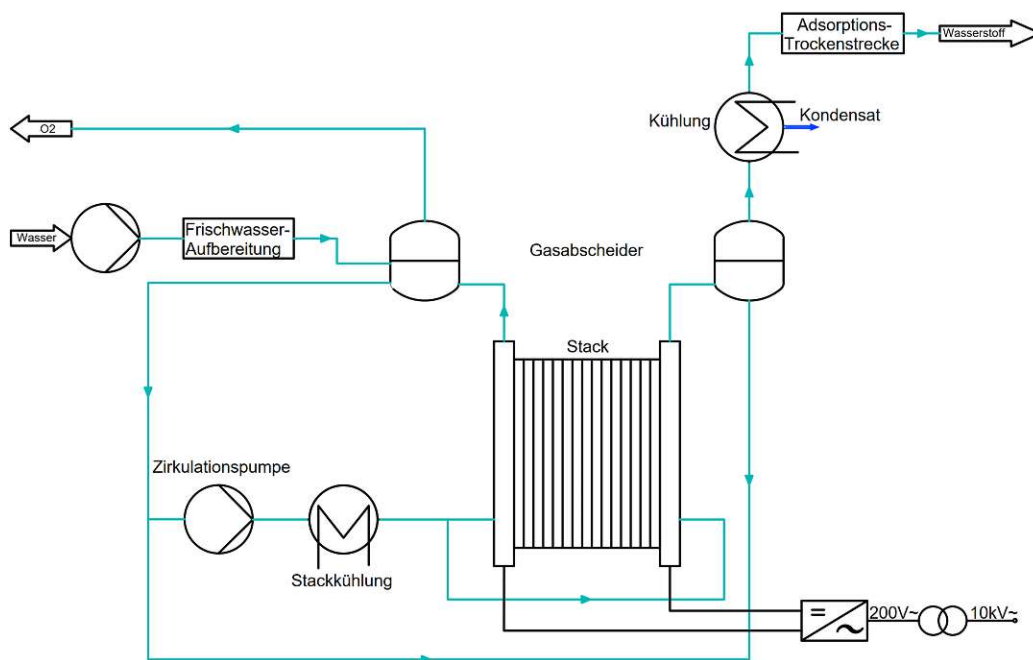 Adsorptions-
Trockenstrecke
Wasserstoff
Kühlung
Kondensat
O2
Wasser
Frischwasser-
Aufbereitung
Gasabscheider
Stack
Zirkulationspumpe
Stackkühlung
200V~
10kV~